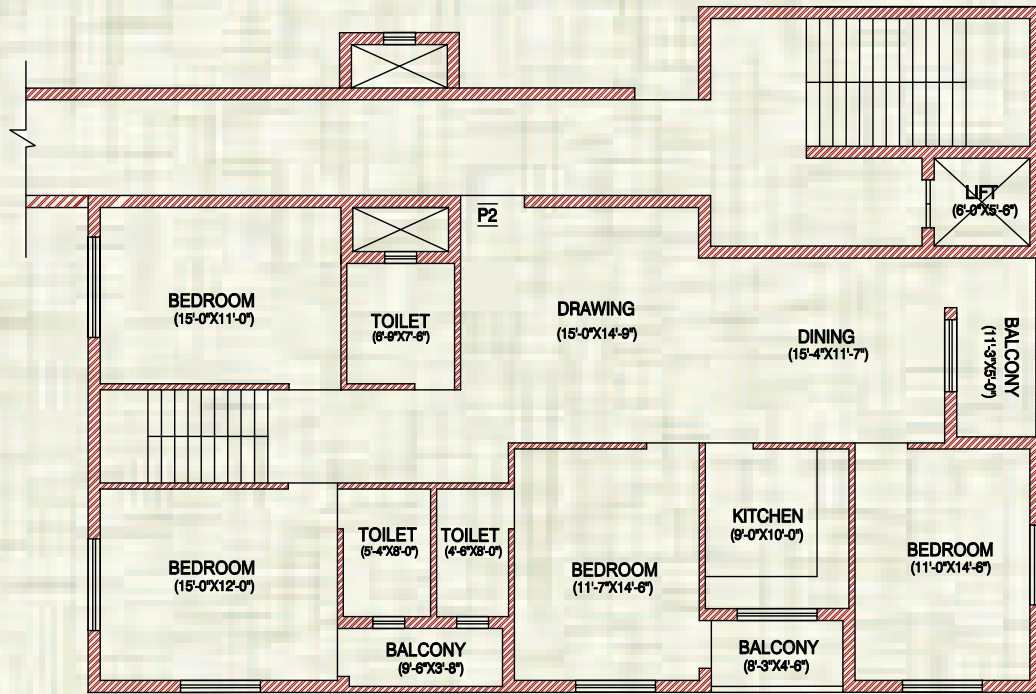 LIFT
(6'-0"X5'-6")
P2
BEDROOM
(15'-0"X11'-0")
TOILET
(6'-9"X7'-6")
DRAWING
(15'-0"X14'-9")
DINING
(15'-4"X11'-7")
BALCONY
(11'-3"X5'-0")
BEDROOM
(15'-0"X12'-0")
TOILET
(5'-4"X8'-0")
TOILET
(4'-6"X8'-0")
BEDROOM
(11'-7"X14'-6")
KITCHEN
(9'-0"X10'-0")
BEDROOM
(11'-0"X14'-6")
BALCONY
(9'-6"X3'-8")
BALCONY
(8'-3"X4'-6")